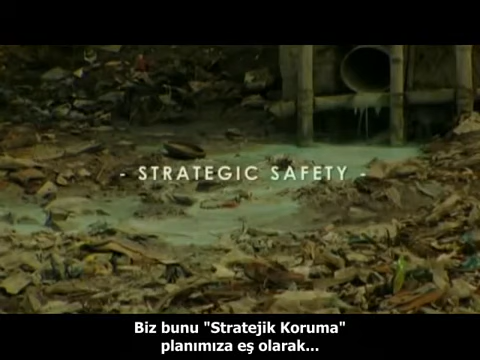 - STRATEGIC SAFETY -
Biz bunu "Stratejik Koruma"
planımıza eş olarak...